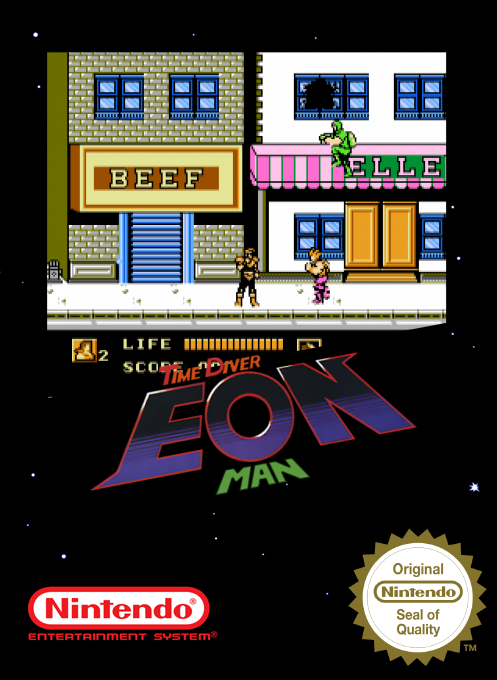 BEEF
ELLE
2
LIFE
SCORE
TIME DIVER
EON
MAN
Nintendo®
ENTERTAINMENT SYSTEM®
Original
Nintendo
Seal of
Quality
TM